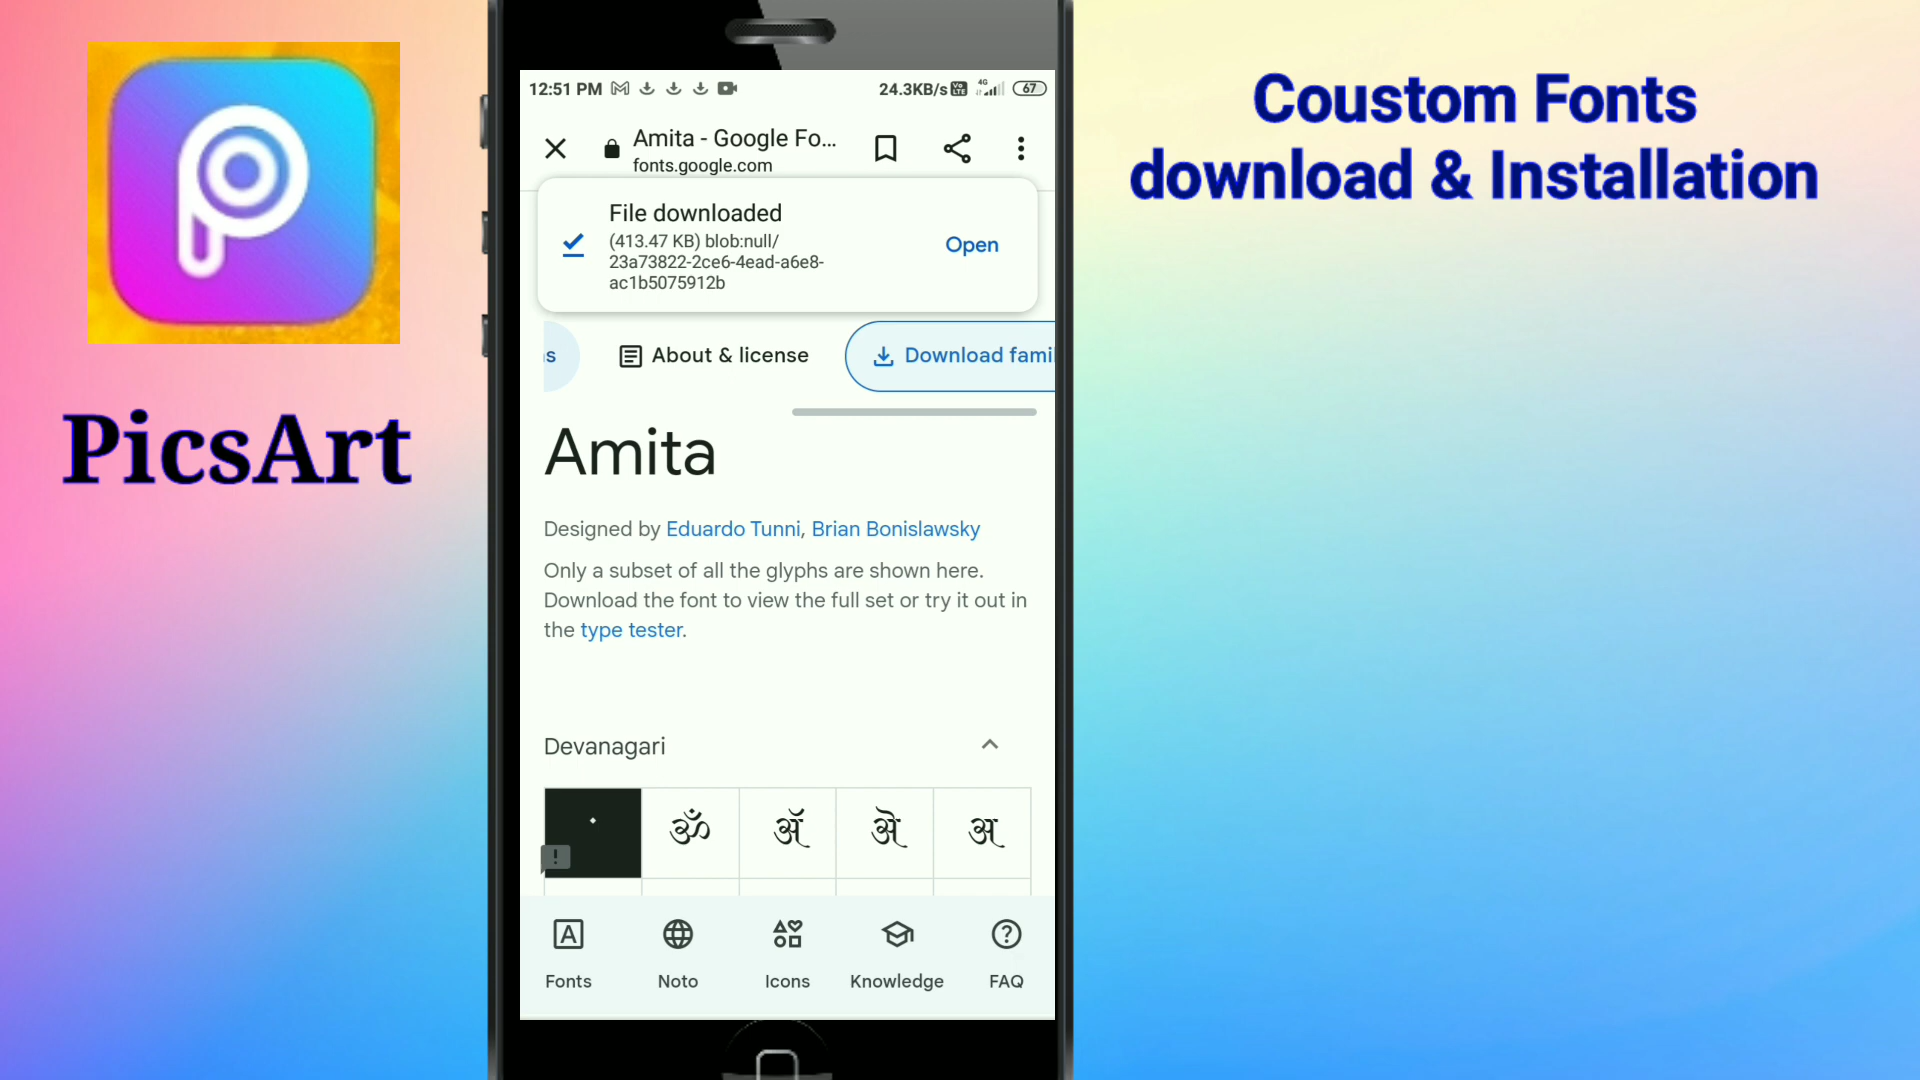 PicsArt
Coustom Fonts
download & Installation
12:51 PM
24.3KB/s
Vo
LTE
4G
67
Amita - Google Fo...
fonts.google.com
File downloaded
(413.47 KB) blob:null/
23a73822-2ce6-4ead-a6e8-
ac1b5075912b
Open
s
About & license
Download fami
Amita
Designed by Eduardo Tunni, Brian Bonislawsky
Only a subset of all the glyphs are shown here.
Download the font to view the full set or try it out in
the type tester.
Devanagari
ॐ ॲ ऄ अ
Fonts Noto Icons Knowledge FAQ